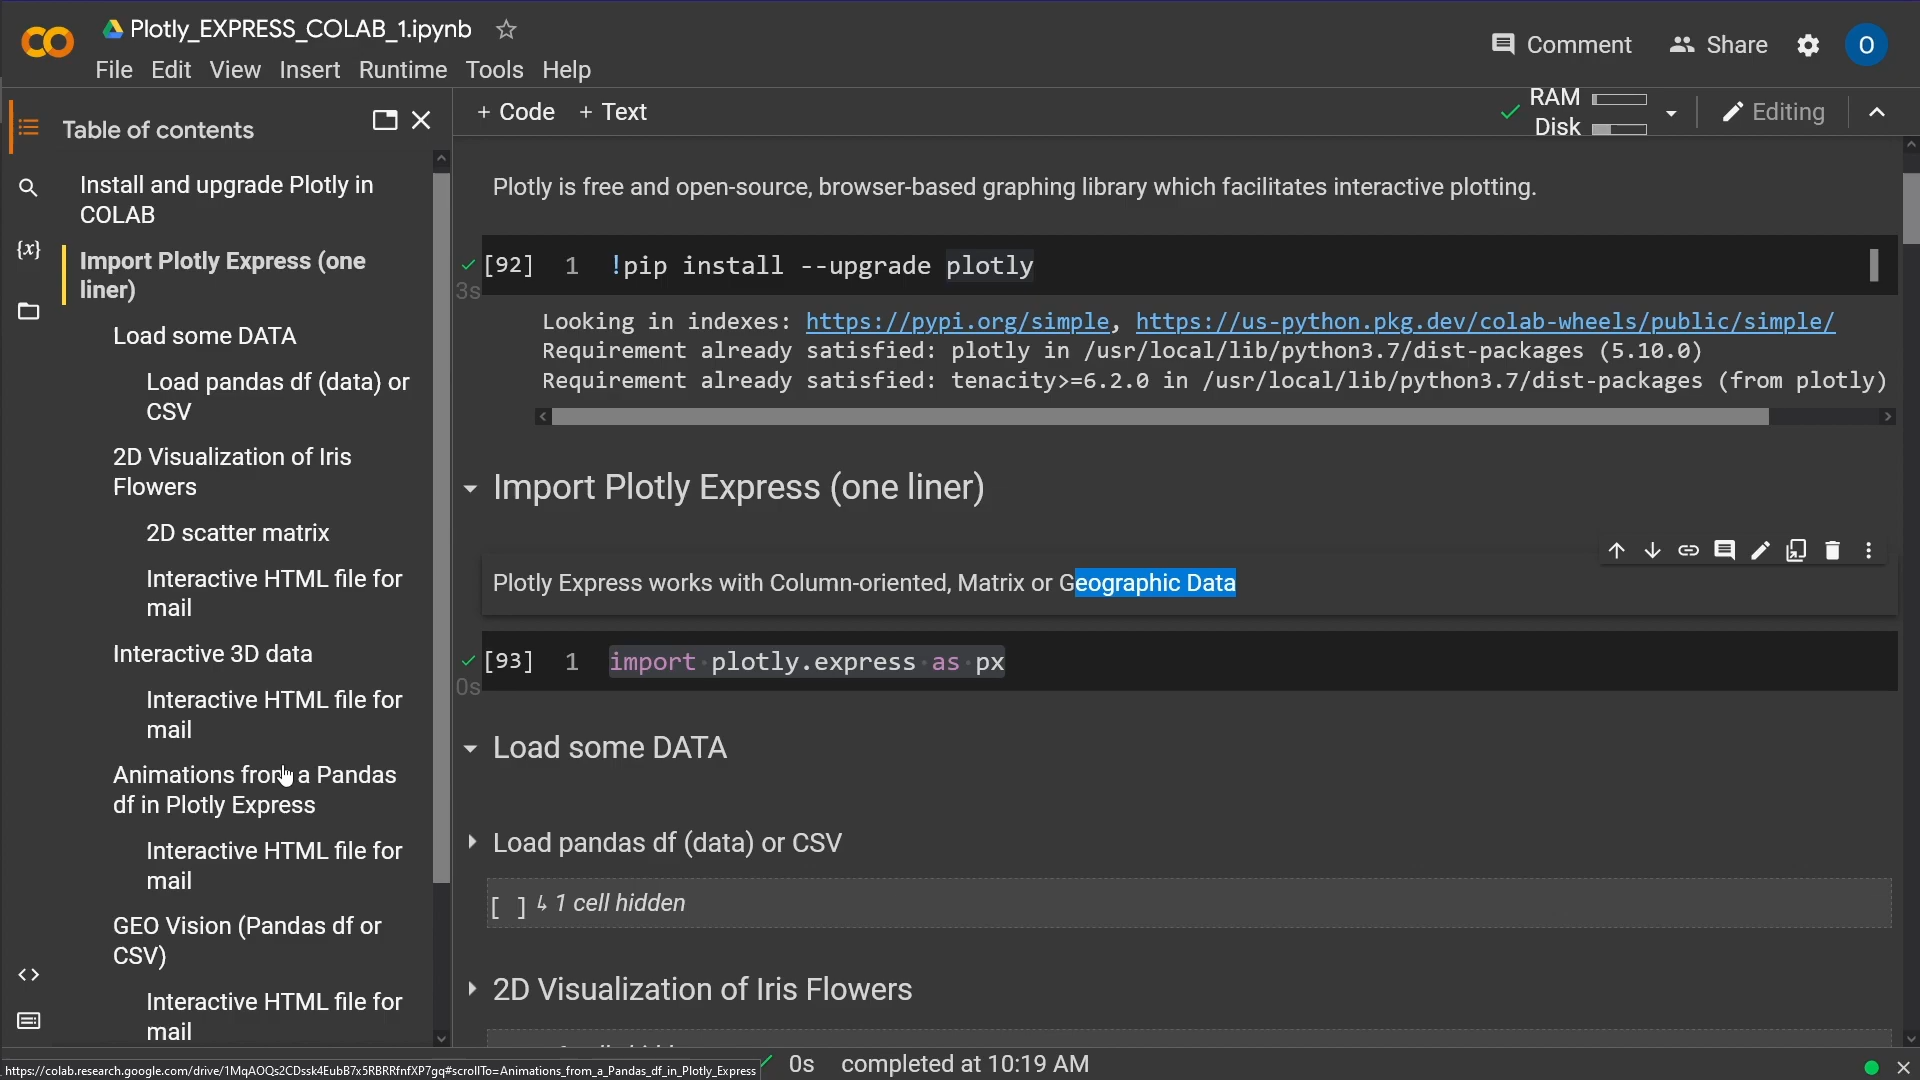 Plotly_EXPRESS_COLAB_1.ipynb
Comment
Share
O
File Edit View Insert Runtime Tools Help
+ Code + Text
RAM
Disk
Editing
Table of contents
Install and upgrade Plotly in
COLAB
Import Plotly Express (one
liner)
Load some DATA
Load pandas df (data) or
CSV
2D Visualization of Iris
Flowers
2D scatter matrix
Interactive HTML file for
mail
Interactive 3D data
Interactive HTML file for
mail
Animations from a Pandas
df in Plotly Express
Interactive HTML file for
mail
GEO Vision (Pandas df or
CSV)
Interactive HTML file for
mail
{x}
<>
Plotly is free and open-source, browser-based graphing library which facilitates interactive plotting.
[92] 1 !pip install --upgrade plotly
3s
Looking in indexes: https://pypi.org/simple, https://us-python.pkg.dev/colab-wheels/public/simple/
Requirement already satisfied: plotly in /usr/local/lib/python3.7/dist-packages (5.10.0)
Requirement already satisfied: tenacity>=6.2.0 in /usr/local/lib/python3.7/dist-packages (from plotly)
Import Plotly Express (one liner)
Plotly Express works with Column-oriented, Matrix or Geographic Data
[93] 1 import plotly.express as px
0s
Load some DATA
Load pandas df (data) or CSV
[ ] ↳ 1 cell hidden
2D Visualization of Iris Flowers
https://colab.research.google.com/drive/1MqAOQs2CDssk4EubB7x5RBRRfnfXP7gq#scrollTo=Animations_from_a_Pandas_df_in_Plotly_Express
0s completed at 10:19 AM